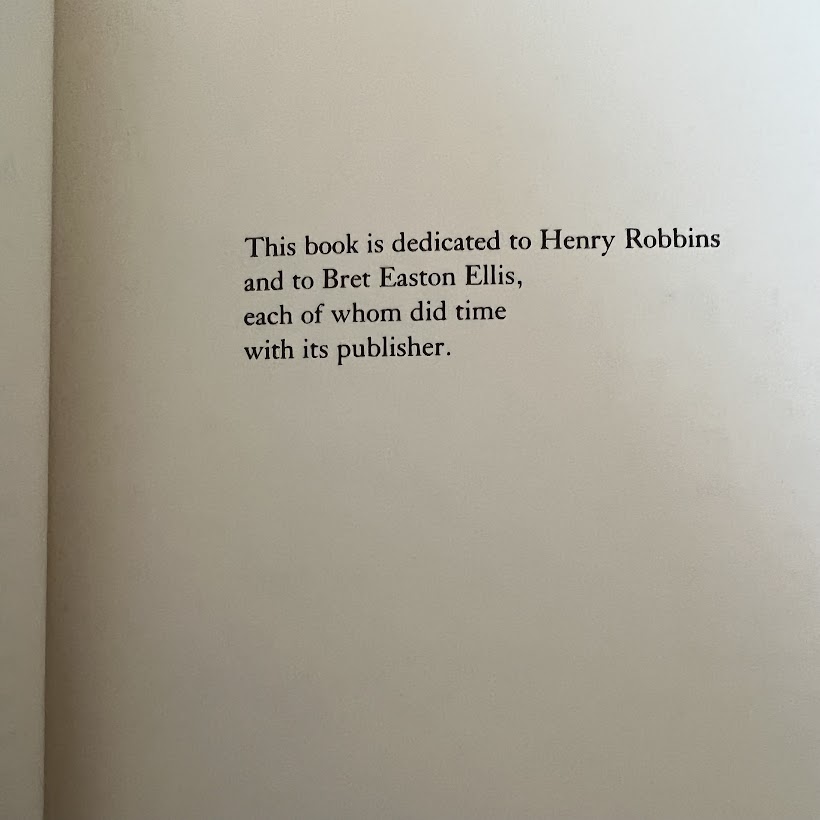 This book is dedicated to Henry Robbins
and to Bret Easton Ellis,
each of whom did time
with its publisher.